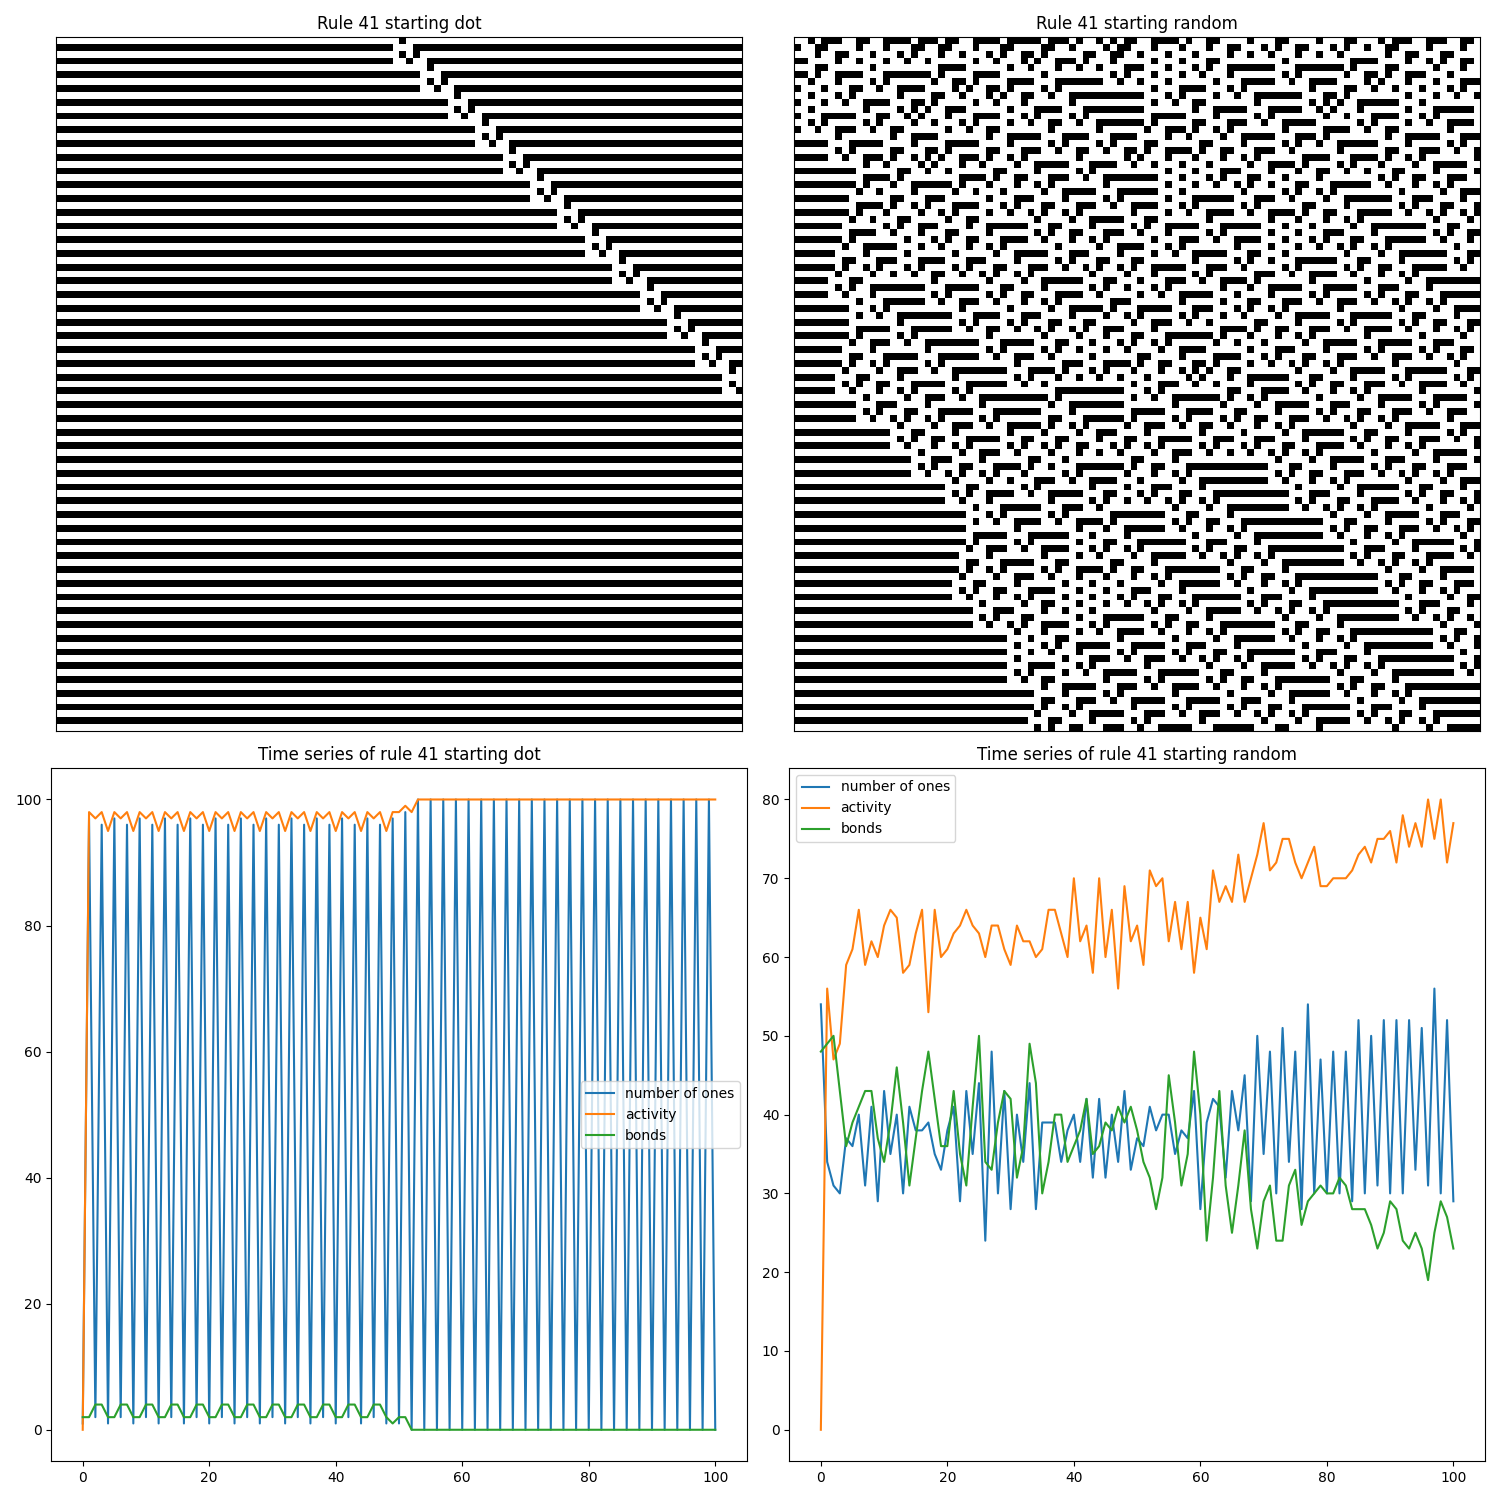 Rule 41 starting dot
Rule 41 starting random
Time series of rule 41 starting dot
100
80
60
40
20
0
0
20
40
60
80
100
number of ones
activity
bonds
Time series of rule 41 starting random
number of ones
activity
bonds
80
70
60
50
40
30
20
10
0
0
20
40
60
80
100